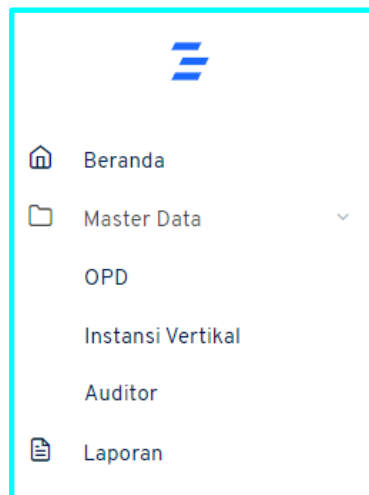 Beranda
Master Data
OPD
Instansi Vertikal
Auditor
Laporan